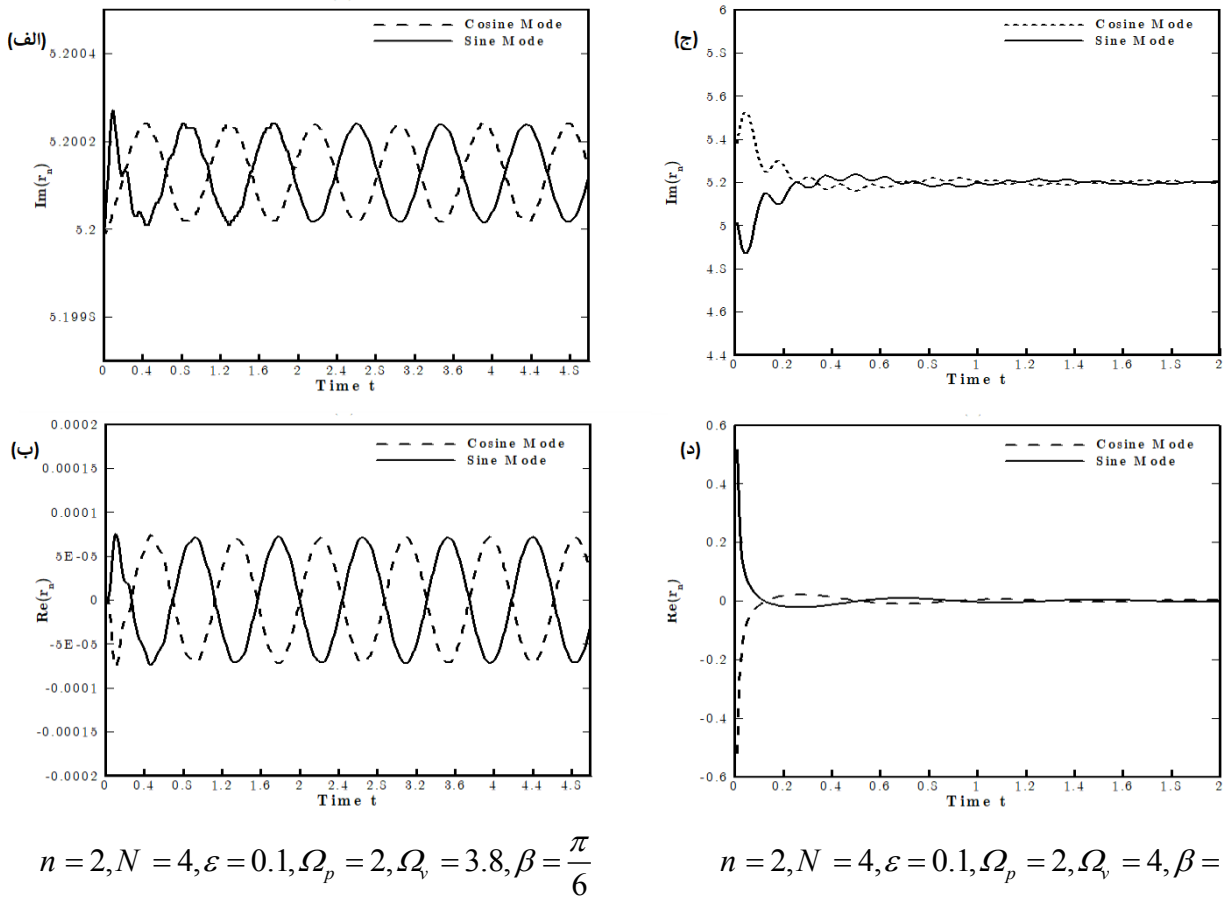 (الف)
Cosine Mode
Sine Mode
5.2004
5.2002
5.2
5.1998
Im(rₙ)
0 0.4 0.8 1.2 1.6 2 2.4 2.8 3.2 3.6 4 4.4 4.8
Time t
(ج)
Cosine Mode
Sine Mode
6
5.8
5.6
5.4
5.2
5
4.8
4.6
4.4
Im(rₙ)
0 0.2 0.4 0.6 0.8 1 1.2 1.4 1.6 1.8 2
Time t
(ب)
Cosine Mode
Sine Mode
0.0002
0.00015
0.0001
5E-05
0
-5E-05
-0.0001
-0.00015
-0.0002
Re(rₙ)
0 0.4 0.8 1.2 1.6 2 2.4 2.8 3.2 3.6 4 4.4 4.8
Time t
(د)
Cosine Mode
Sine Mode
0.6
0.4
0.2
0
-0.2
-0.4
-0.6
Re(rₙ)
0 0.2 0.4 0.6 0.8 1 1.2 1.4 1.6 1.8 2
Time t
n = 2, N = 4, ε = 0.1, Ωₚ = 2, Ωᵥ = 3.8, β = π/6
n = 2, N = 4, ε = 0.1, Ωₚ = 2, Ωᵥ = 4, β =